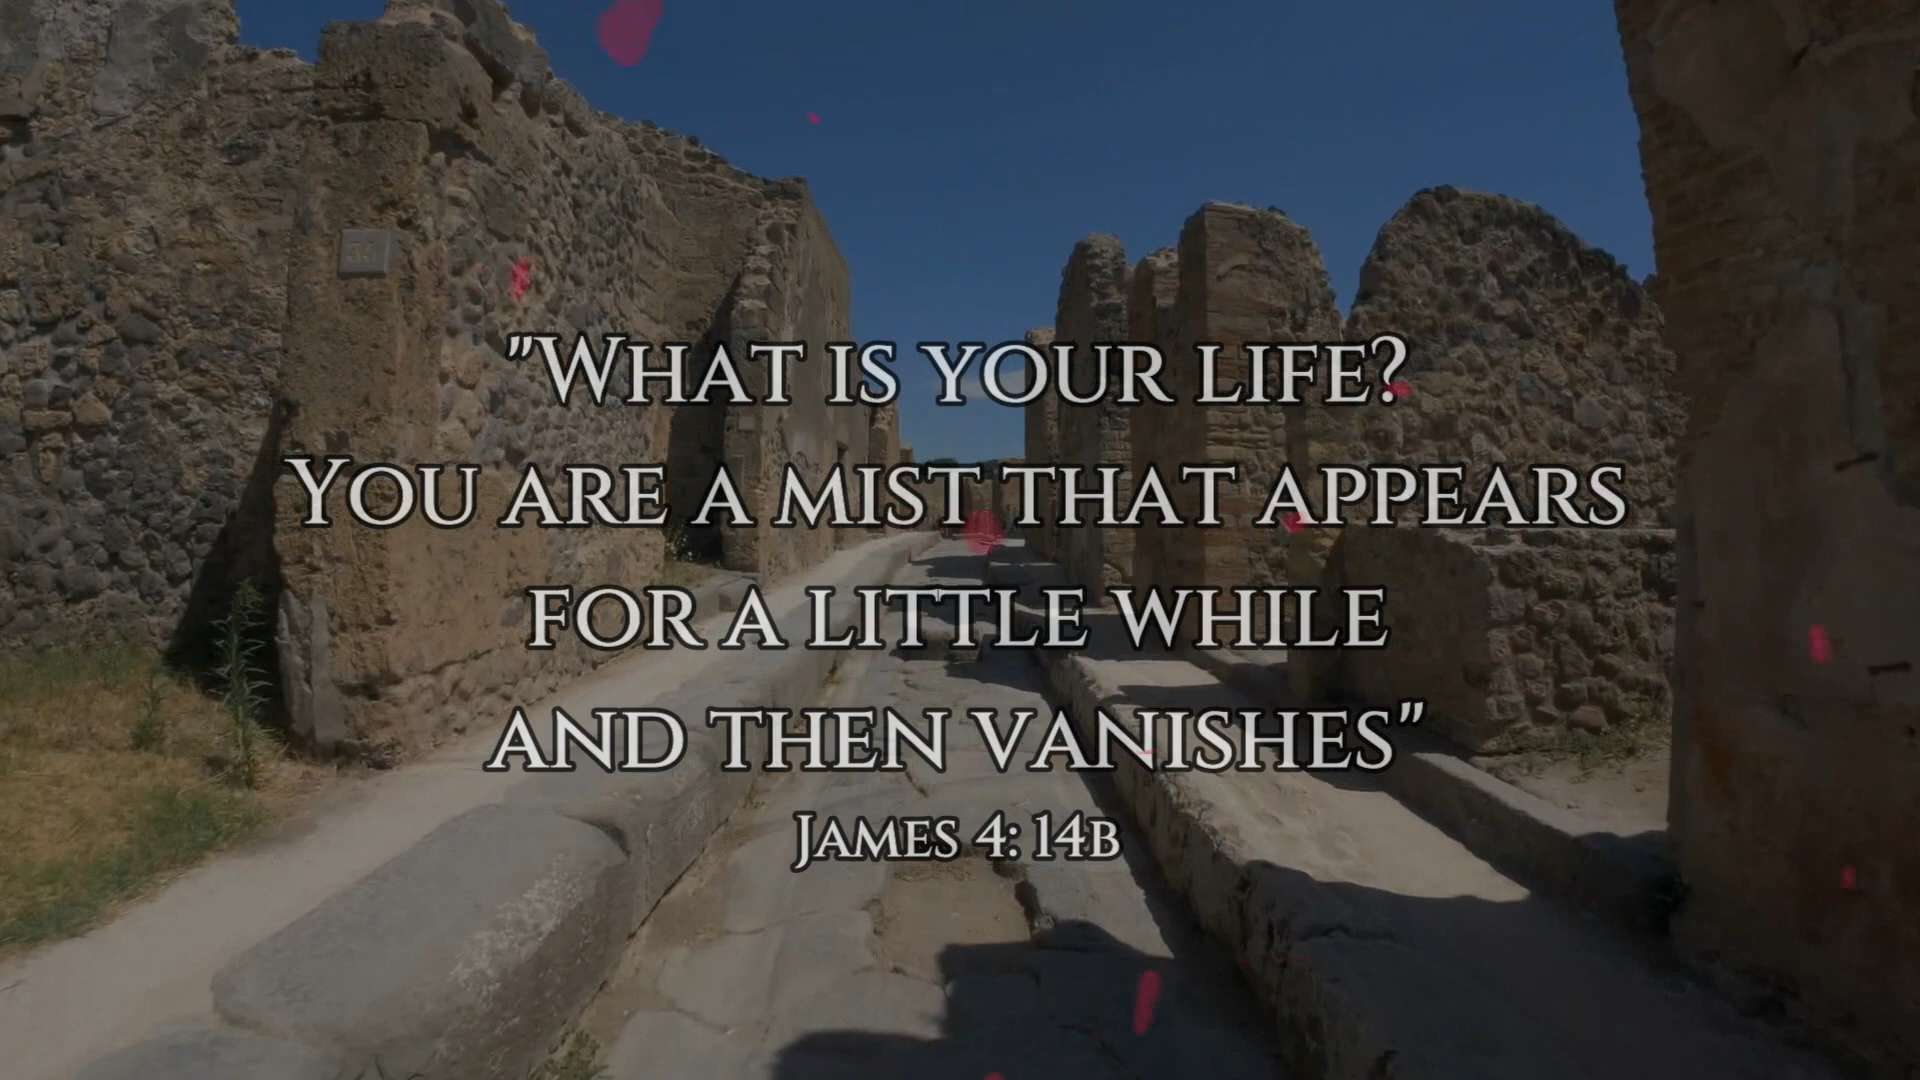 "What is your life?
You are a mist that appears
for a little while
and then vanishes"
James 4: 14b